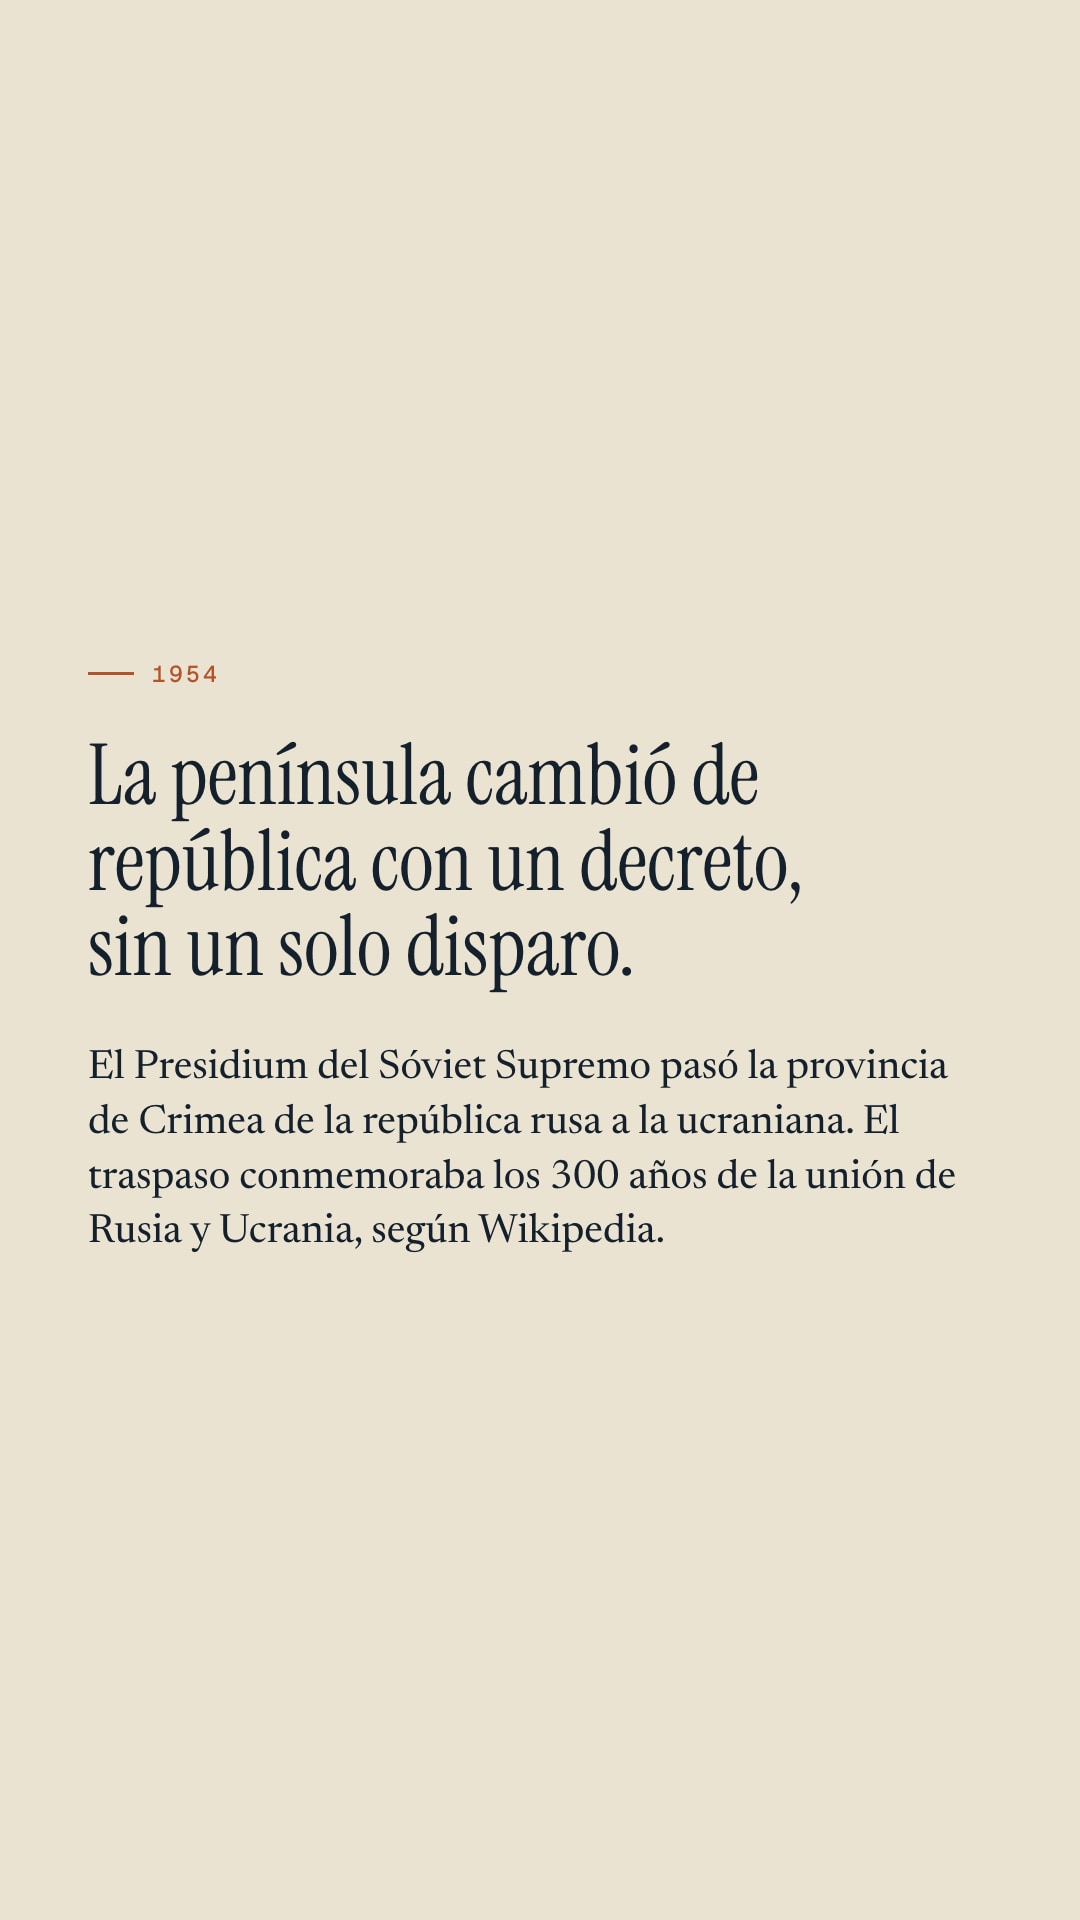 1954
La península cambió de
república con un decreto,
sin un solo disparo.
El Presidium del Sóviet Supremo pasó la provincia
de Crimea de la república rusa a la ucraniana. El
traspaso conmemoraba los 300 años de la unión de
Rusia y Ucrania, según Wikipedia.